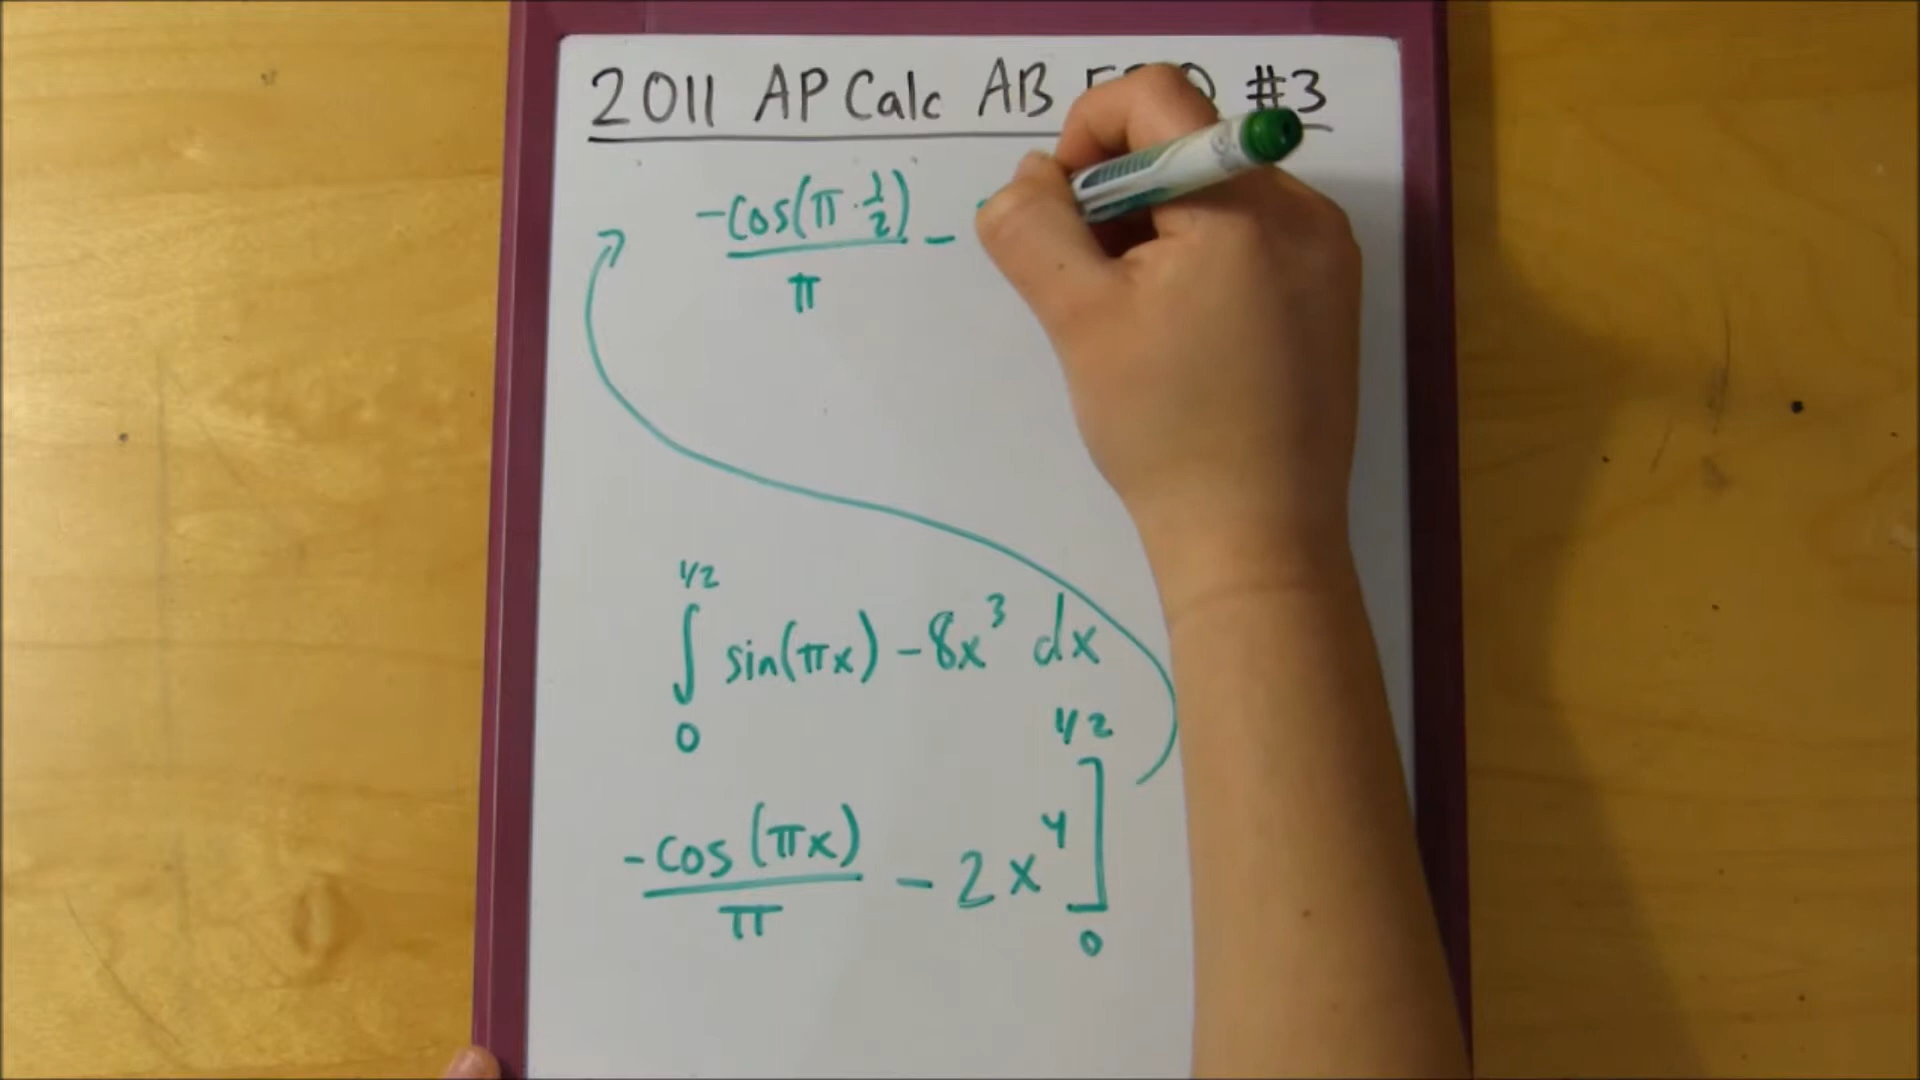 2011 AP Calc AB #3
-cos(π·1/2)/π -
1/2
∫ sin(πx) - 8x³ dx
0
1/2
-cos(πx)/π - 2x⁴ ]
0